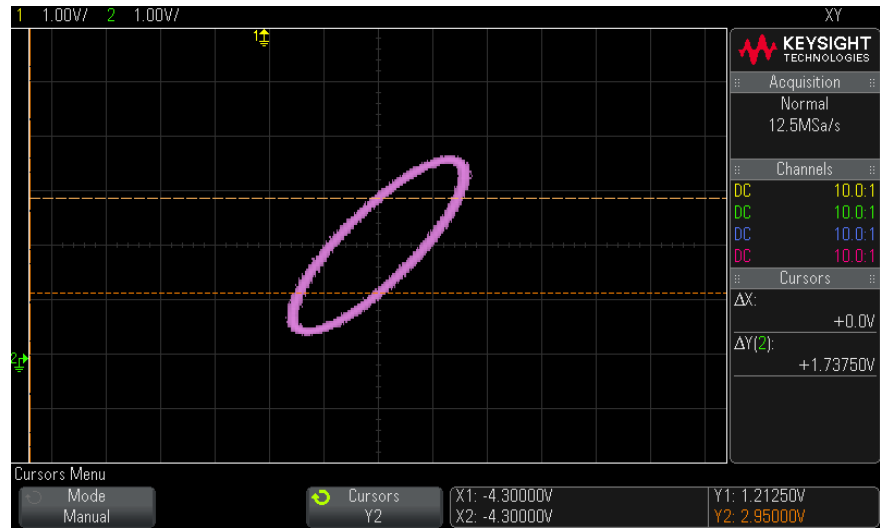 1 1.00V/ 2 1.00V/ XY
1
KEYSIGHT
TECHNOLOGIES
Acquisition
Normal
12.5MSa/s
Channels
DC 10.0:1
DC 10.0:1
DC 10.0:1
DC 10.0:1
Cursors
ΔX:
+0.0V
ΔY(2):
+1.73750V
2
Cursors Menu
Mode
Manual
Cursors
Y2
X1: -4.30000V
X2: -4.30000V
Y1: 1.21250V
Y2: 2.95000V